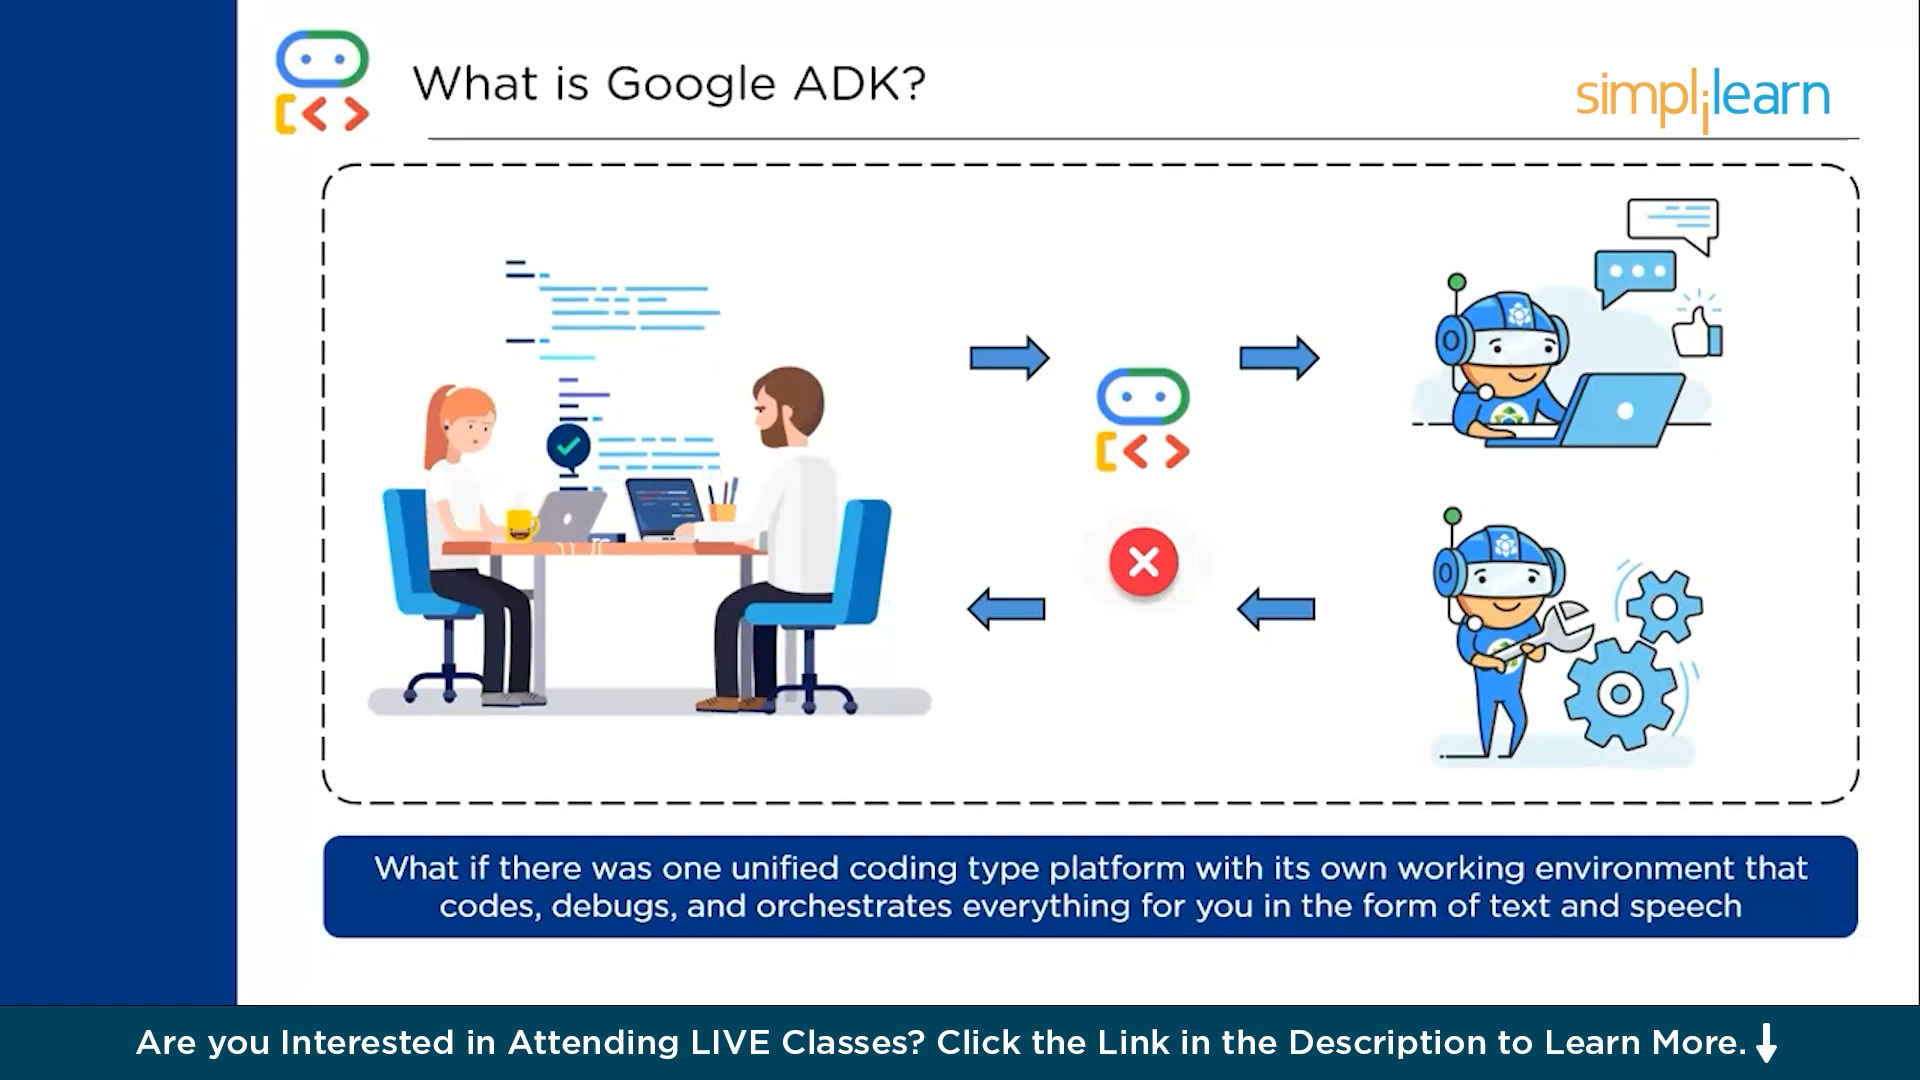 What is Google ADK?
simplilearn
What if there was one unified coding type platform with its own working environment that
codes, debugs, and orchestrates everything for you in the form of text and speech
Are you Interested in Attending LIVE Classes? Click the Link in the Description to Learn More.